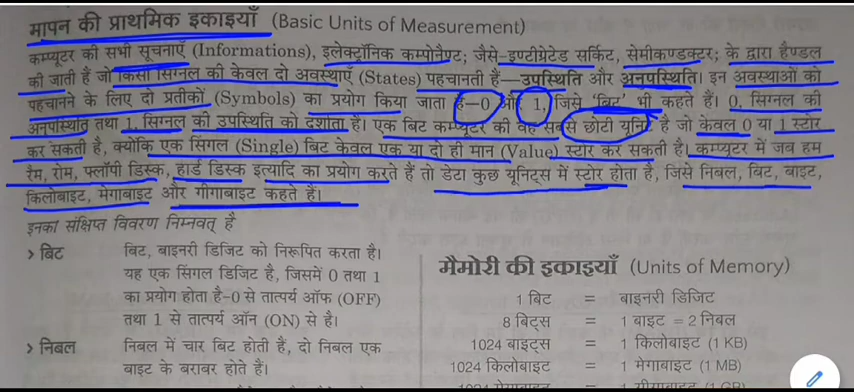 मापन की प्राथमिक इकाइयाँ (Basic Units of Measurement)
कम्प्यूटर की सभी सूचनाएँ (Informations), इलेक्ट्रॉनिक कम्पोनैण्ट; जैसे-इण्टीग्रेटेड सर्किट, सेमीकण्डक्टर; के द्वारा हैण्डल
की जाती हैं जो किसी सिग्नल की केवल दो अवस्थाएँ (States) पहचानती हैं—उपस्थिति और अनुपस्थिति। इन अवस्थाओं को
पहचानने के लिए दो प्रतीकों (Symbols) का प्रयोग किया जाता है—0 और 1, जिसे 'बिट' भी कहते हैं। 0, सिग्नल की
अनुपस्थिति तथा 1, सिग्नल की उपस्थिति को दर्शाता है। एक बिट कम्प्यूटर की वह सबसे छोटी यूनिट है जो केवल 0 या 1 स्टोर
कर सकती है, क्योंकि एक सिंगल (Single) बिट केवल एक या दो ही मान (Value) स्टोर कर सकती है। कम्प्यूटर में जब हम
रैम, रोम, फ्लॉपी डिस्क, हार्ड डिस्क इत्यादि का प्रयोग करते हैं तो डेटा कुछ यूनिट्स में स्टोर होता है, जिसे निबल, बिट, बाइट,
किलोबाइट, मेगाबाइट और गीगाबाइट कहते हैं।
इनका संक्षिप्त विवरण निम्नवत् है
› बिट बिट, बाइनरी डिजिट को निरूपित करता है।
यह एक सिंगल डिजिट है, जिसमें 0 तथा 1
का प्रयोग होता है-0 से तात्पर्य ऑफ (OFF)
तथा 1 से तात्पर्य ऑन (ON) से है।
› निबल निबल में चार बिट होती हैं, दो निबल एक
बाइट के बराबर होते हैं।
मैमोरी की इकाइयाँ (Units of Memory)
1 बिट = बाइनरी डिजिट
8 बिट्स = 1 बाइट = 2 निबल
1024 बाइट्स = 1 किलोबाइट (1 KB)
1024 किलोबाइट = 1 मेगाबाइट (1 MB)
1024 मेगाबाइट = 1 गीगाबाइट (1 GB)